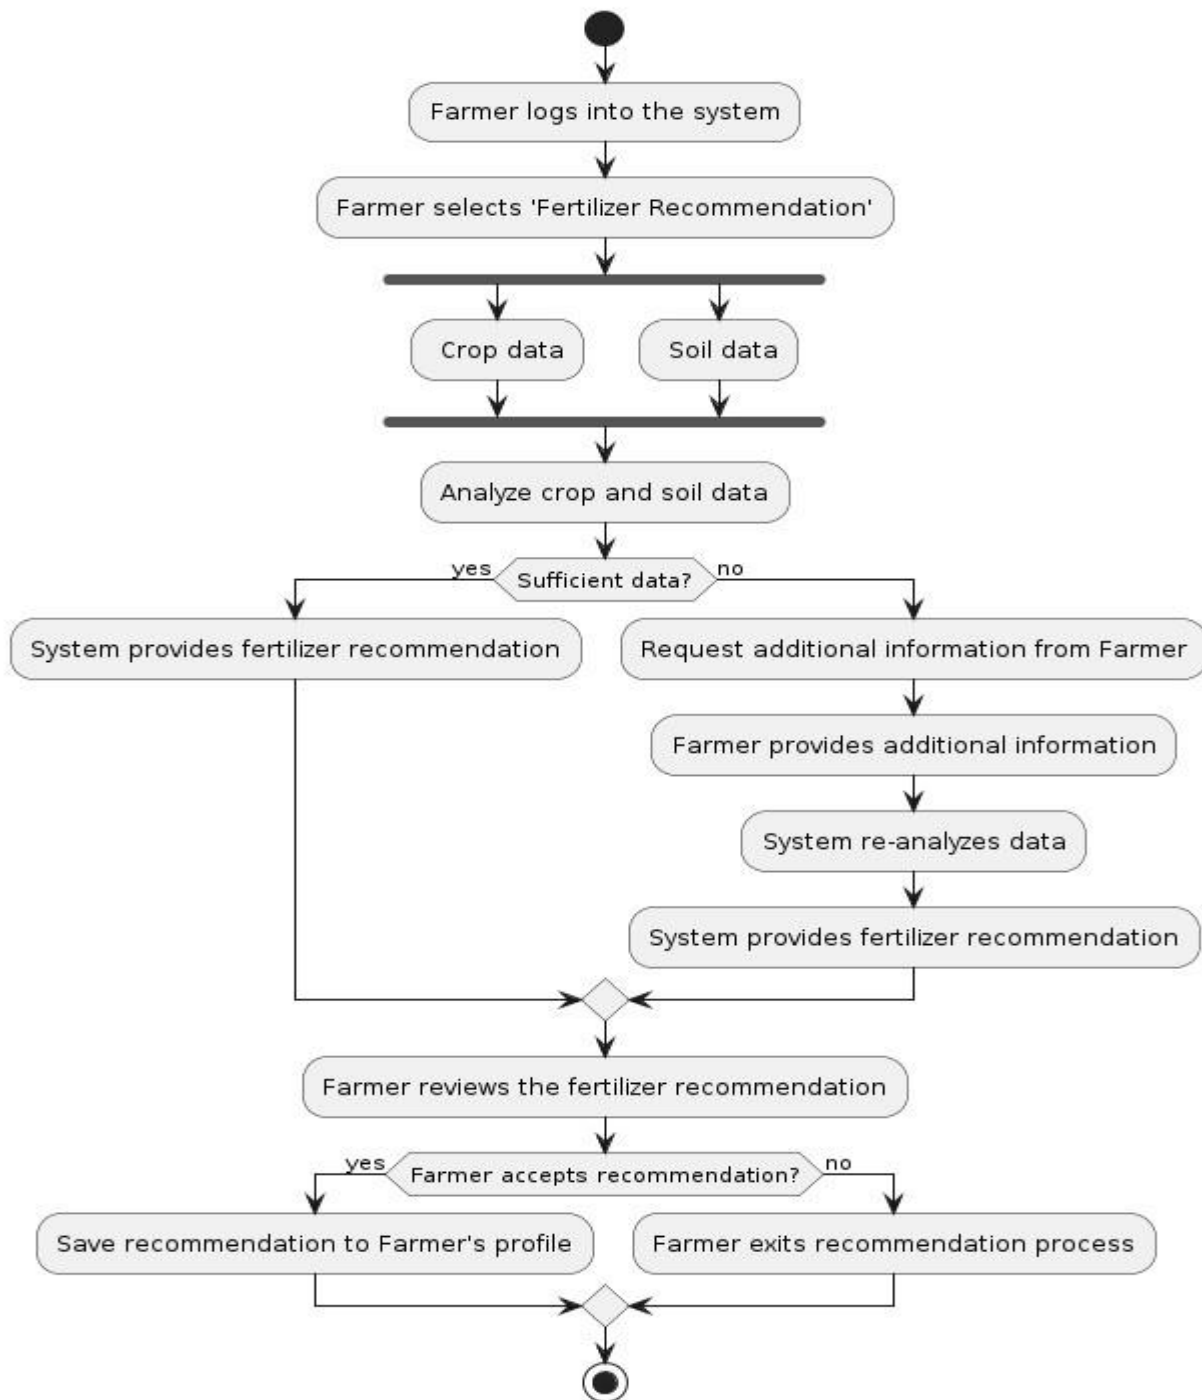 Farmer logs into the system
Farmer selects 'Fertilizer Recommendation'
Crop data
Soil data
Analyze crop and soil data
yes
Sufficient data?
no
System provides fertilizer recommendation
Request additional information from Farmer
Farmer provides additional information
System re-analyzes data
System provides fertilizer recommendation
Farmer reviews the fertilizer recommendation
yes
Farmer accepts recommendation?
no
Save recommendation to Farmer's profile
Farmer exits recommendation process